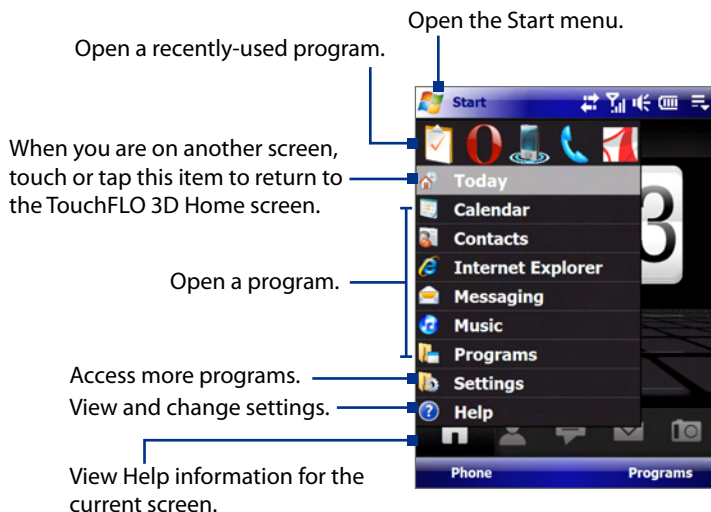 Open the Start menu.
Open a recently-used program.
Start
When you are on another screen,
touch or tap this item to return to
the TouchFLO 3D Home screen.
Today
3
Calendar
Contacts
Open a program.
Internet Explorer
Messaging
Music
Programs
Access more programs.
Settings
View and change settings.
Help
View Help information for the
current screen.
Phone
Programs